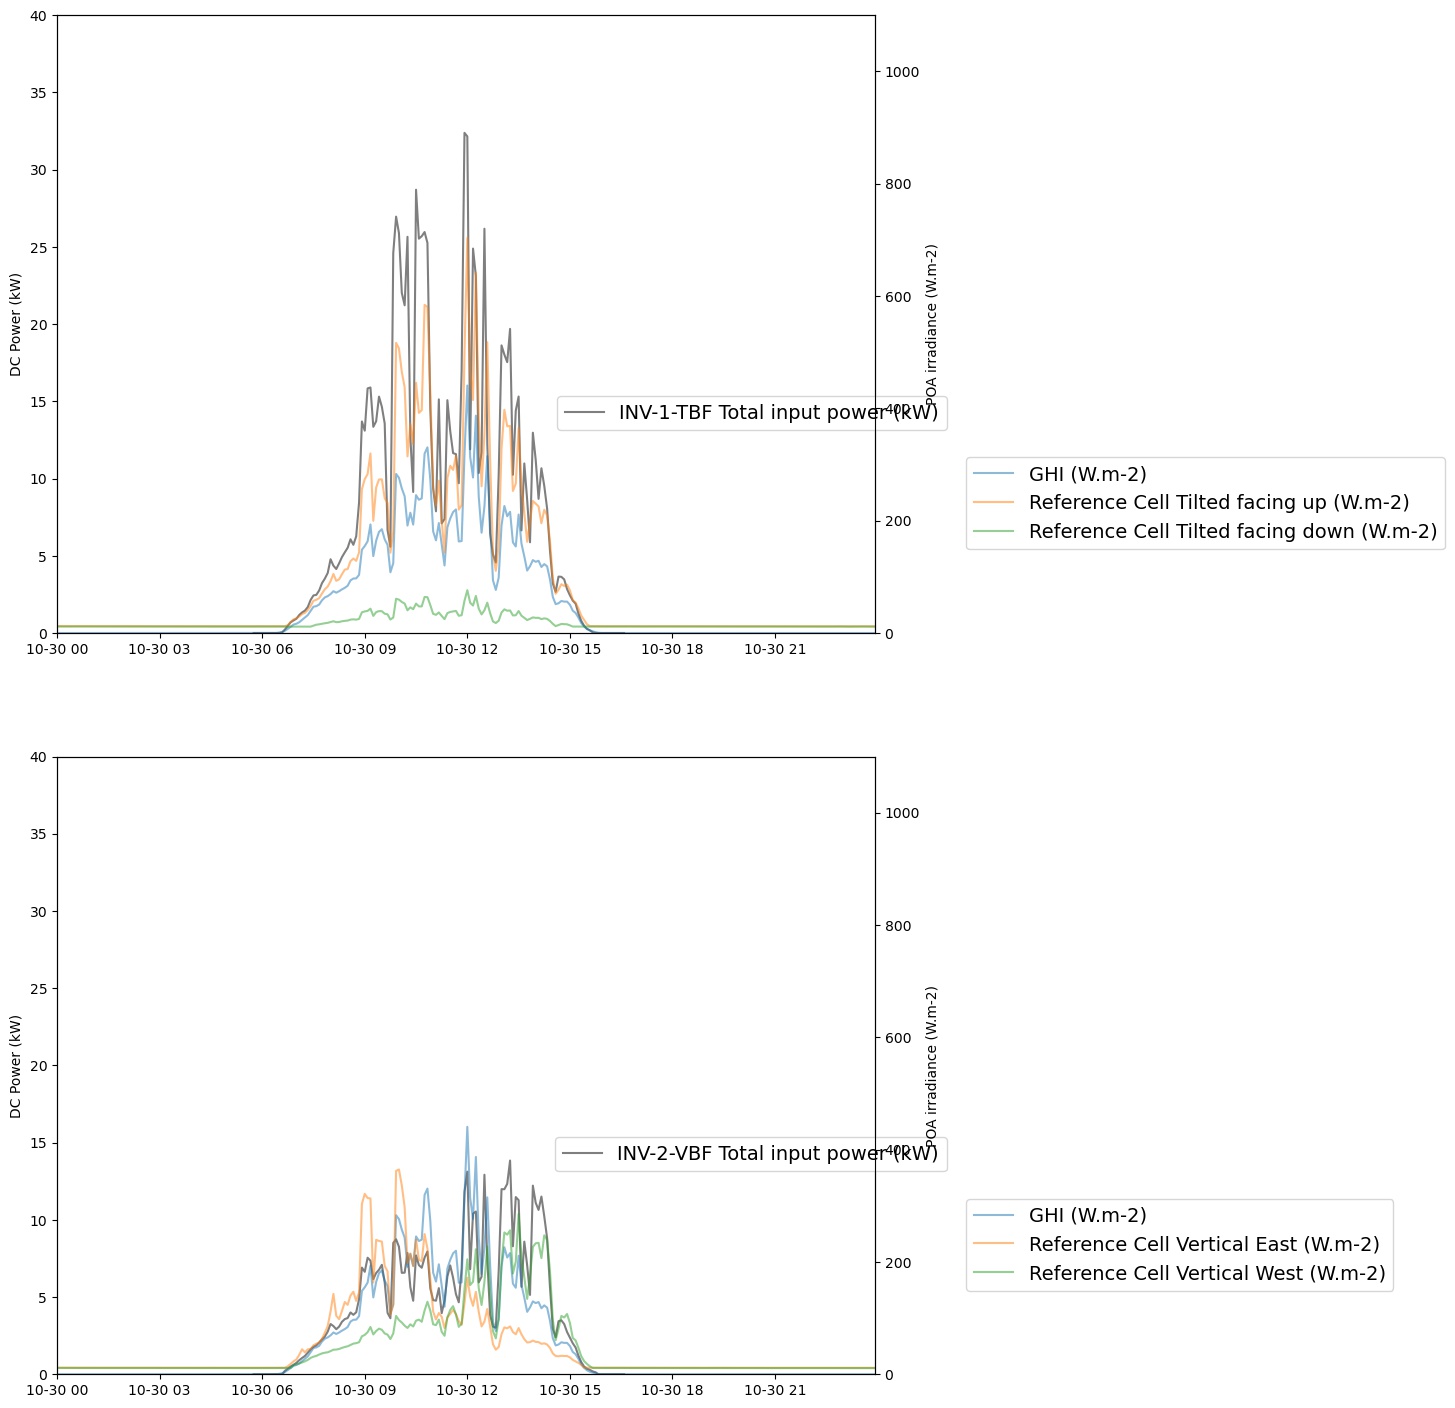 40
35
30
25
20
15
10
5
0
DC Power (kW)
1000
800
600
400
200
0
POA irradiance (W.m-2)
INV-1-TBF Total input power (kW)
GHI (W.m-2)
Reference Cell Tilted facing up (W.m-2)
Reference Cell Tilted facing down (W.m-2)
10-30 00 10-30 03 10-30 06 10-30 09 10-30 12 10-30 15 10-30 18 10-30 21
40
35
30
25
20
15
10
5
0
DC Power (kW)
1000
800
600
400
200
0
POA irradiance (W.m-2)
INV-2-VBF Total input power (kW)
GHI (W.m-2)
Reference Cell Vertical East (W.m-2)
Reference Cell Vertical West (W.m-2)
10-30 00 10-30 03 10-30 06 10-30 09 10-30 12 10-30 15 10-30 18 10-30 21